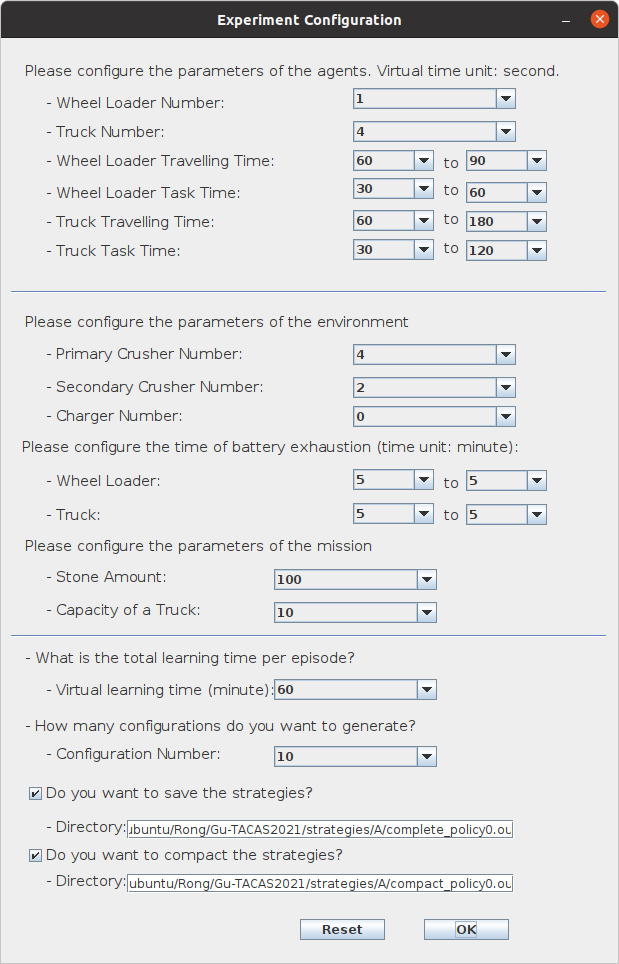 Experiment Configuration
Please configure the parameters of the agents. Virtual time unit: second.
- Wheel Loader Number: 1
- Truck Number: 4
- Wheel Loader Travelling Time: 60 to 90
- Wheel Loader Task Time: 30 to 60
- Truck Travelling Time: 60 to 180
- Truck Task Time: 30 to 120
Please configure the parameters of the environment
- Primary Crusher Number: 4
- Secondary Crusher Number: 2
- Charger Number: 0
Please configure the time of battery exhaustion (time unit: minute):
- Wheel Loader: 5 to 5
- Truck: 5 to 5
Please configure the parameters of the mission
- Stone Amount: 100
- Capacity of a Truck: 10
- What is the total learning time per episode?
- Virtual learning time (minute): 60
- How many configurations do you want to generate?
- Configuration Number: 10
Do you want to save the strategies?
- Directory: ubuntu/Rong/Gu-TACAS2021/strategies/A/complete_policy0.ou
Do you want to compact the strategies?
- Directory: ubuntu/Rong/Gu-TACAS2021/strategies/A/compact_policy0.ou
Reset OK